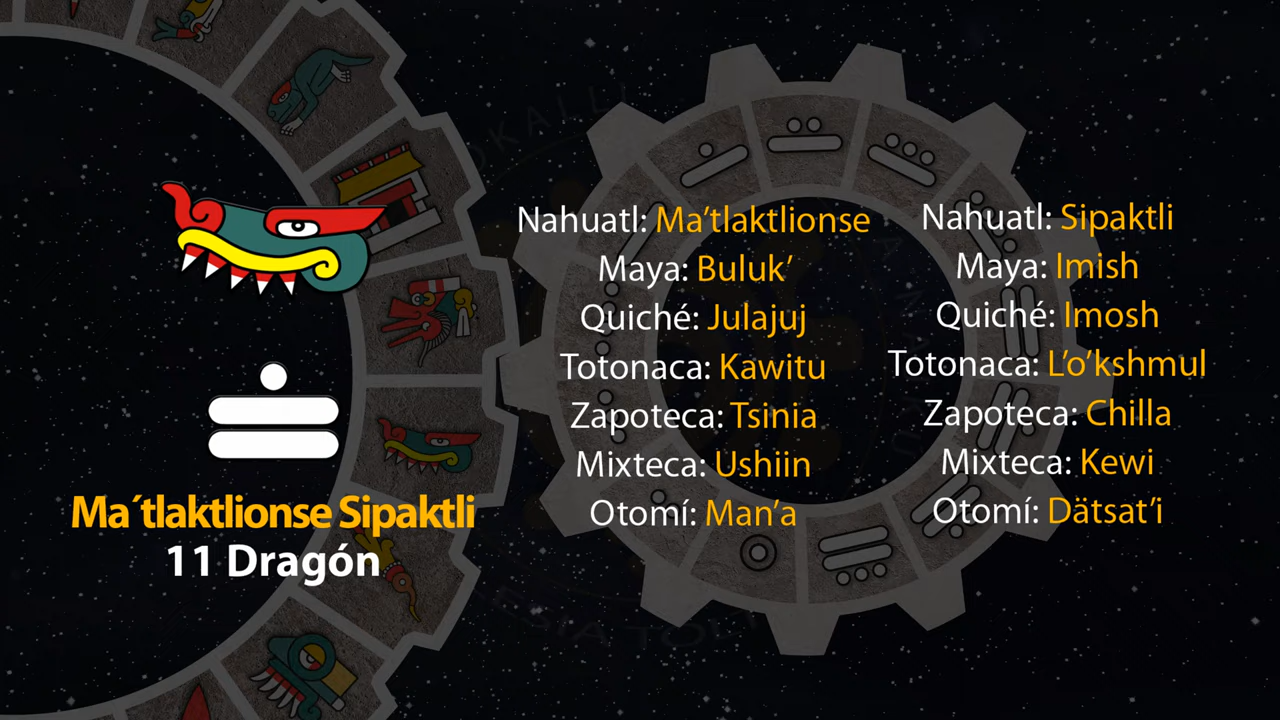 Nahuatl: Ma’tlaktlionse
Maya: Buluk’
Quiché: Julajuj
Totonaca: Kawitu
Zapoteca: Tsinia
Mixteca: Ushiin
Otomí: Man’a
Nahuatl: Sipaktli
Maya: Imish
Quiché: Imosh
Totonaca: L’o’kshmul
Zapoteca: Chilla
Mixteca: Kewi
Otomí: Dätsat’i
Ma´tlaktlionse Sipaktli
11 Dragón